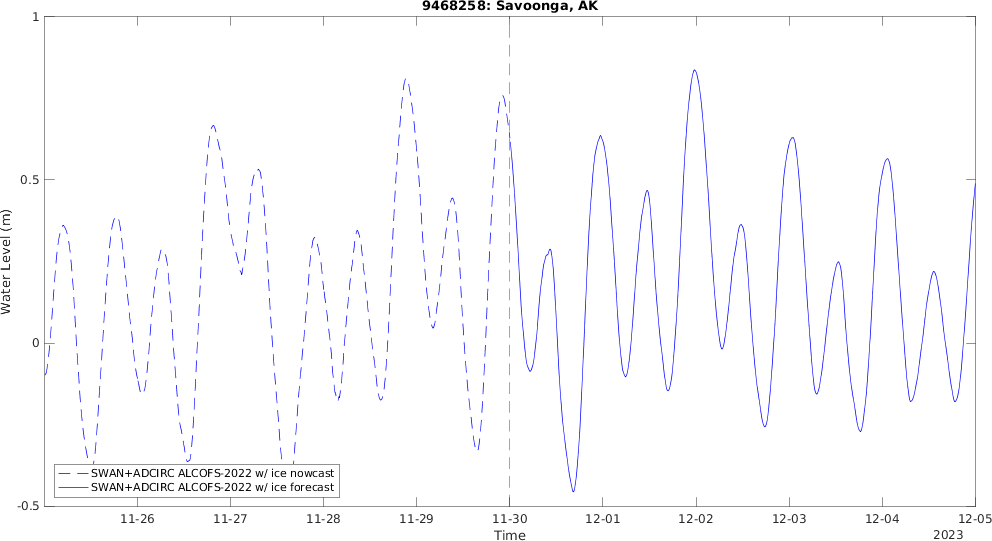 9468258: Savoonga, AK
1
0.5
0
-0.5
Water Level (m)
SWAN+ADCIRC ALCOFS-2022 w/ ice nowcast
SWAN+ADCIRC ALCOFS-2022 w/ ice forecast
11-26 11-27 11-28 11-29 11-30 12-01 12-02 12-03 12-04 12-05
Time
2023